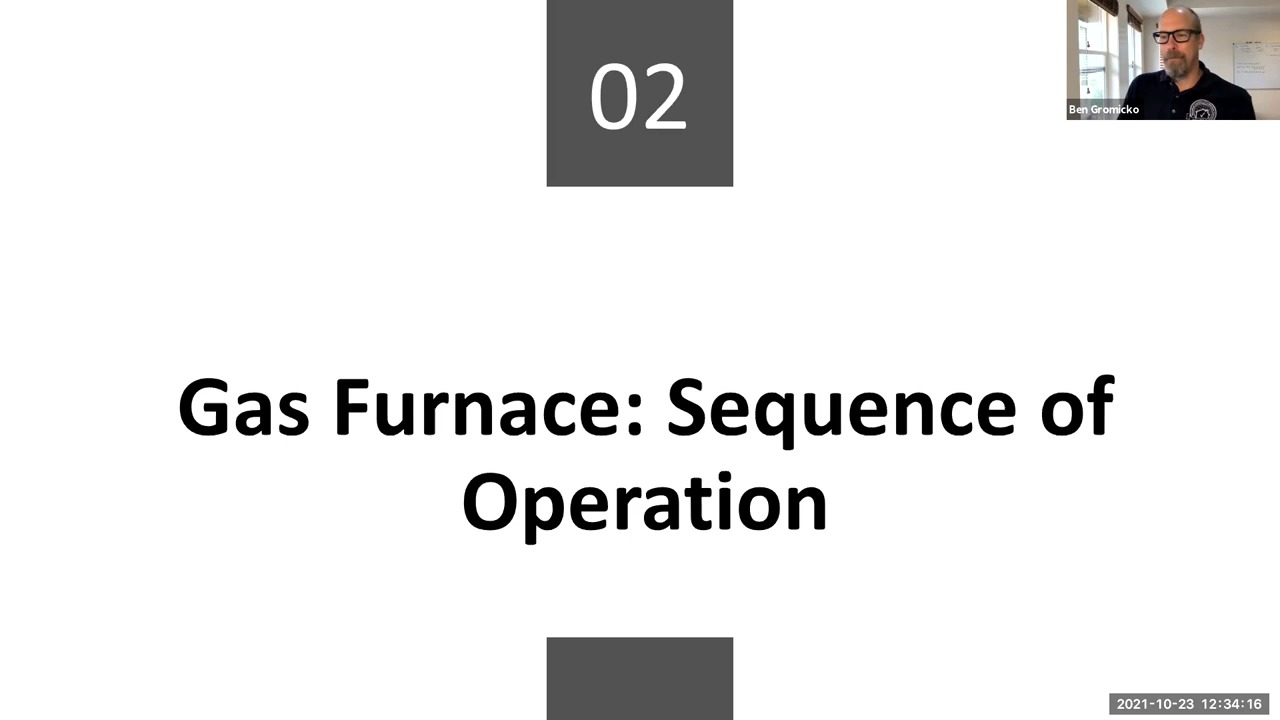 02
Ben Gromicko
Gas Furnace: Sequence of
Operation
2021-10-23 12:34:16